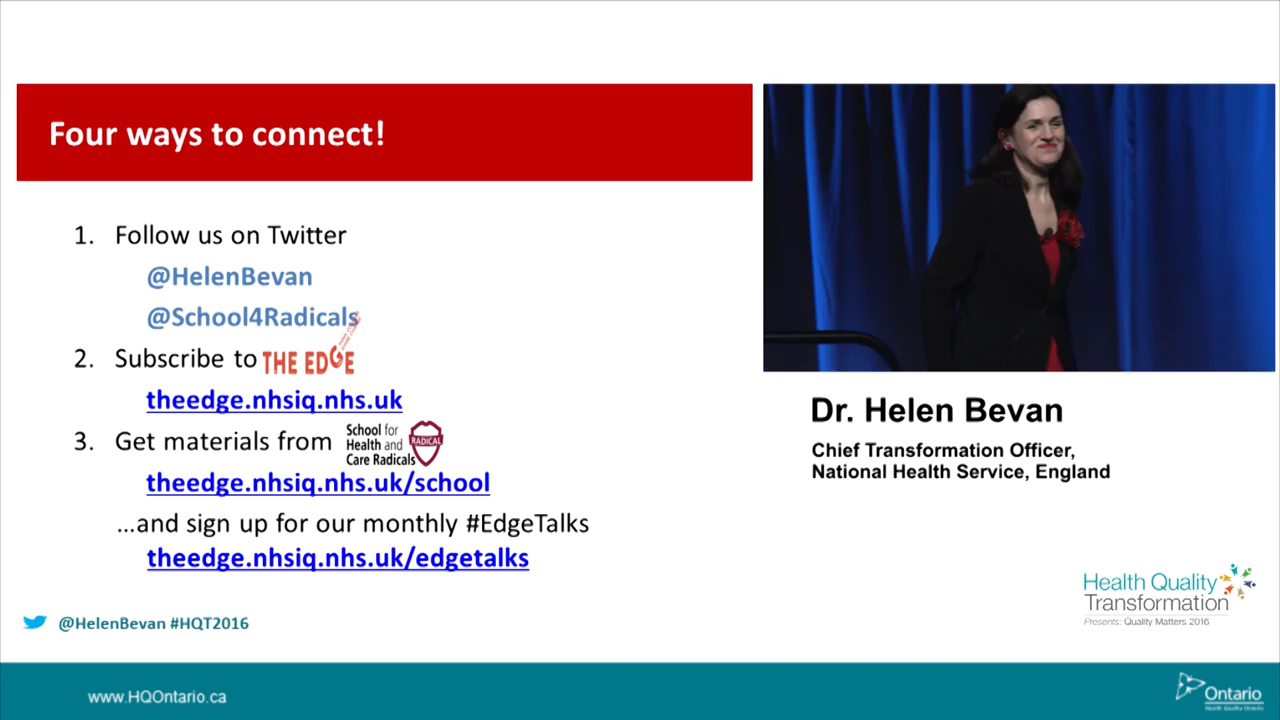 Four ways to connect!
1. Follow us on Twitter
@HelenBevan
@School4Radicals
2. Subscribe to THE EDGE
theedge.nhsiq.nhs.uk
3. Get materials from School for Health and Care Radicals RADICAL
theedge.nhsiq.nhs.uk/school
...and sign up for our monthly #EdgeTalks
theedge.nhsiq.nhs.uk/edgetalks
@HelenBevan #HQT2016
Dr. Helen Bevan
Chief Transformation Officer,
National Health Service, England
Health Quality
Transformation
Presents: Quality Matters 2016
www.HQOntario.ca
Ontario
Health Quality Ontario